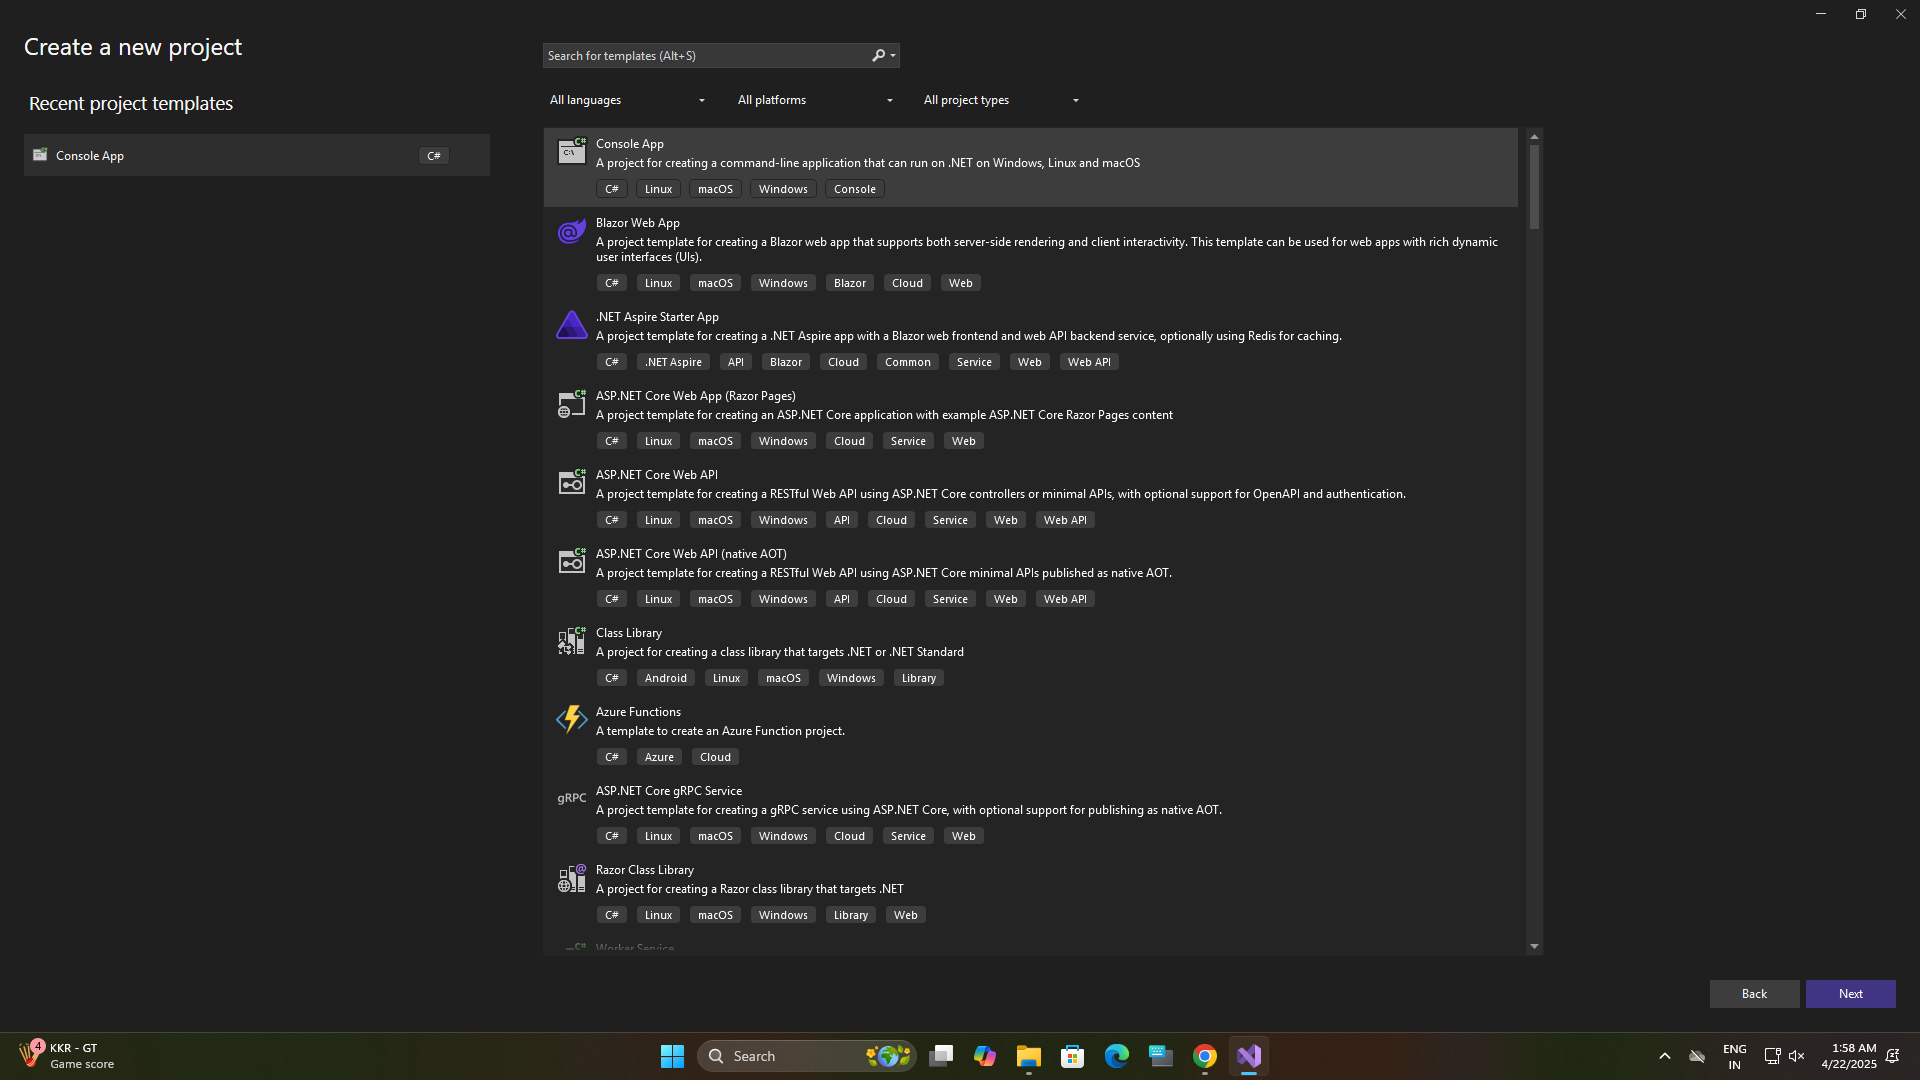 Create a new project
Recent project templates
Console App C#
Search for templates (Alt+S)
All languages All platforms All project types
C#
C:\
Console App
A project for creating a command-line application that can run on .NET on Windows, Linux and macOS
C# Linux macOS Windows Console
Blazor Web App
A project template for creating a Blazor web app that supports both server-side rendering and client interactivity. This template can be used for web apps with rich dynamic
user interfaces (UIs).
C# Linux macOS Windows Blazor Cloud Web
.NET Aspire Starter App
A project template for creating a .NET Aspire app with a Blazor web frontend and web API backend service, optionally using Redis for caching.
C# .NET Aspire API Blazor Cloud Common Service Web Web API
C#
ASP.NET Core Web App (Razor Pages)
A project template for creating an ASP.NET Core application with example ASP.NET Core Razor Pages content
C# Linux macOS Windows Cloud Service Web
C#
ASP.NET Core Web API
A project template for creating a RESTful Web API using ASP.NET Core controllers or minimal APIs, with optional support for OpenAPI and authentication.
C# Linux macOS Windows API Cloud Service Web Web API
C#
ASP.NET Core Web API (native AOT)
A project template for creating a RESTful Web API using ASP.NET Core minimal APIs published as native AOT.
C# Linux macOS Windows API Cloud Service Web Web API
C#
Class Library
A project for creating a class library that targets .NET or .NET Standard
C# Android Linux macOS Windows Library
Azure Functions
A template to create an Azure Function project.
C# Azure Cloud
gRPC
ASP.NET Core gRPC Service
A project template for creating a gRPC service using ASP.NET Core, with optional support for publishing as native AOT.
C# Linux macOS Windows Cloud Service Web
Razor Class Library
A project for creating a Razor class library that targets .NET
C# Linux macOS Windows Library Web
C#
Worker Service
Back Next
4
KKR - GT
Game score
Search
ENG
IN
1:58 AM
4/22/2025